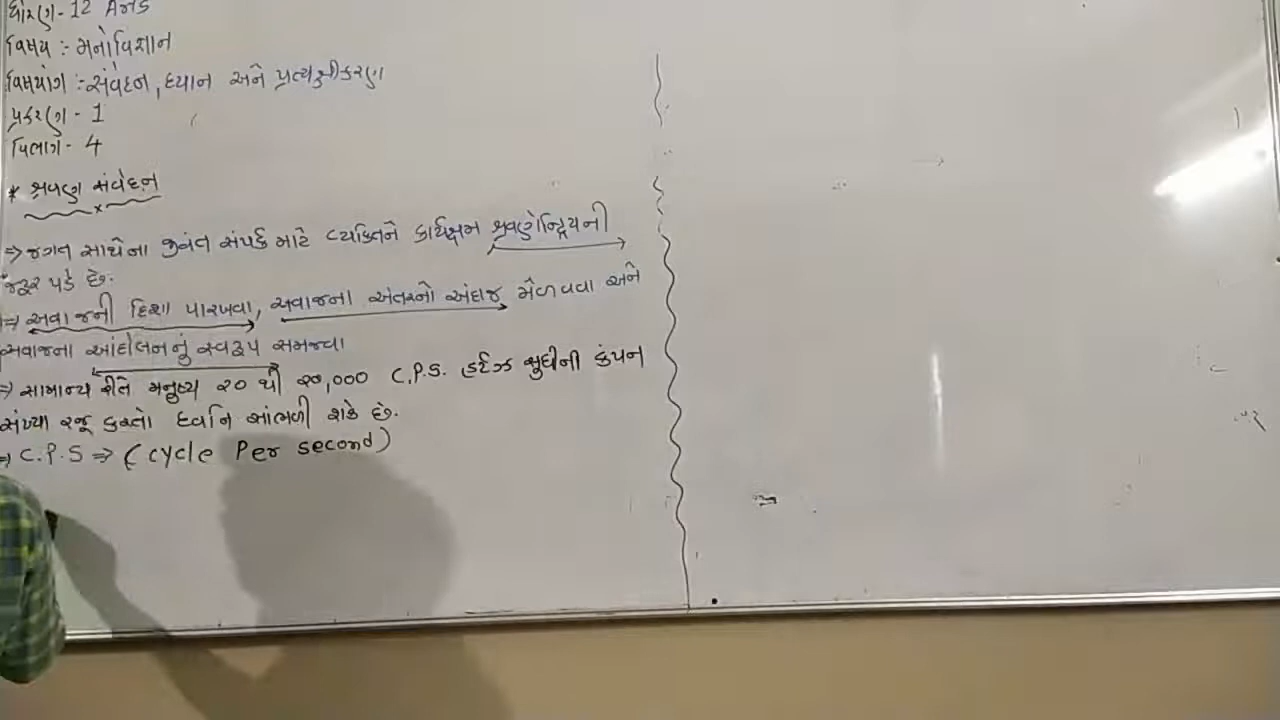 ધોરણ- 12 Arts
વિષય :- મનોવિજ્ઞાન
વિષયાંગ :- સંવેદન, ધ્યાન અને પ્રત્યક્ષીકરણ
પ્રકરણ - 1
વિભાગ- 4
* શ્રવણ સંવેદન
⇒ જગત સાથેના જીવંત સંપર્ક માટે વ્યક્તિને કાર્યક્ષમ શ્રવણેન્દ્રિયની
જરૂર પડે છે.
⇒ અવાજની દિશા પારખવા, અવાજના અંતરનો અંદાજ મેળવવા અને
અવાજના આંદોલનનું સ્વરૂપ સમજવા
⇒ સામાન્ય રીતે મનુષ્ય ૨૦ થી ૨૦,000 C.P.S. હર્ટઝ સુધીની કંપન
સંખ્યા રજૂ કરતો ધ્વનિ સાંભળી શકે છે.
⇒ C.P.S ⇒ (cycle Per second)